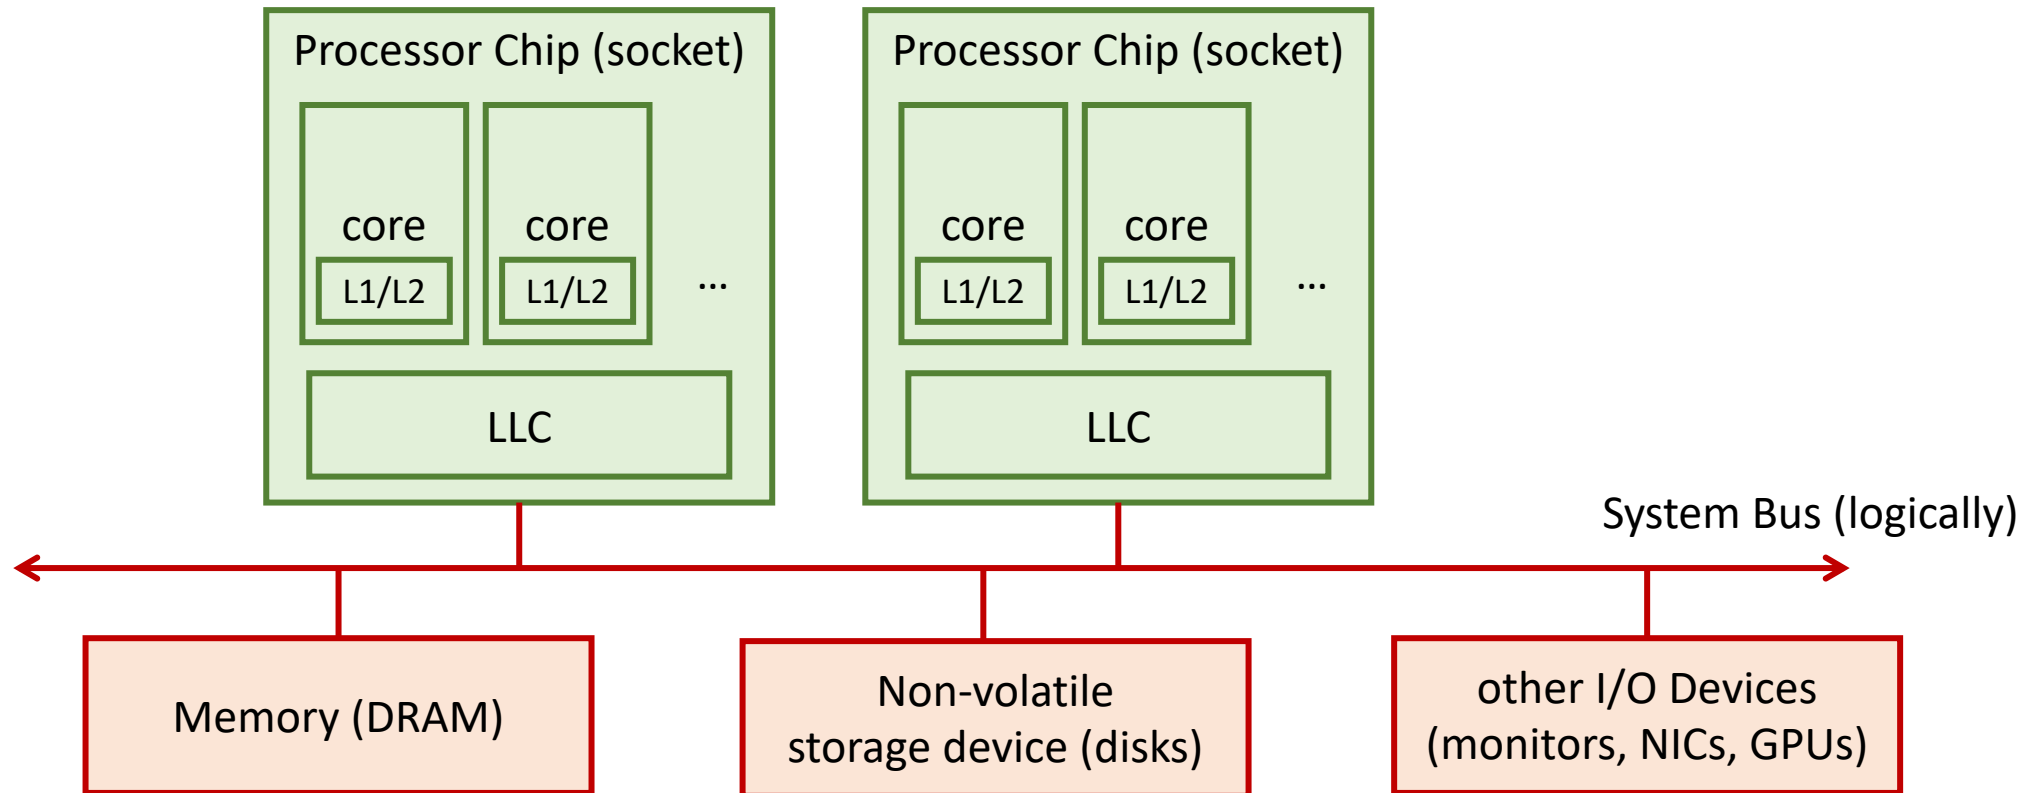 Processor Chip (socket)
Processor Chip (socket)
core
core
...
core
core
...
L1/L2
L1/L2
L1/L2
L1/L2
LLC
LLC
System Bus (logically)
Memory (DRAM)
Non-volatile
storage device (disks)
other I/O Devices
(monitors, NICs, GPUs)